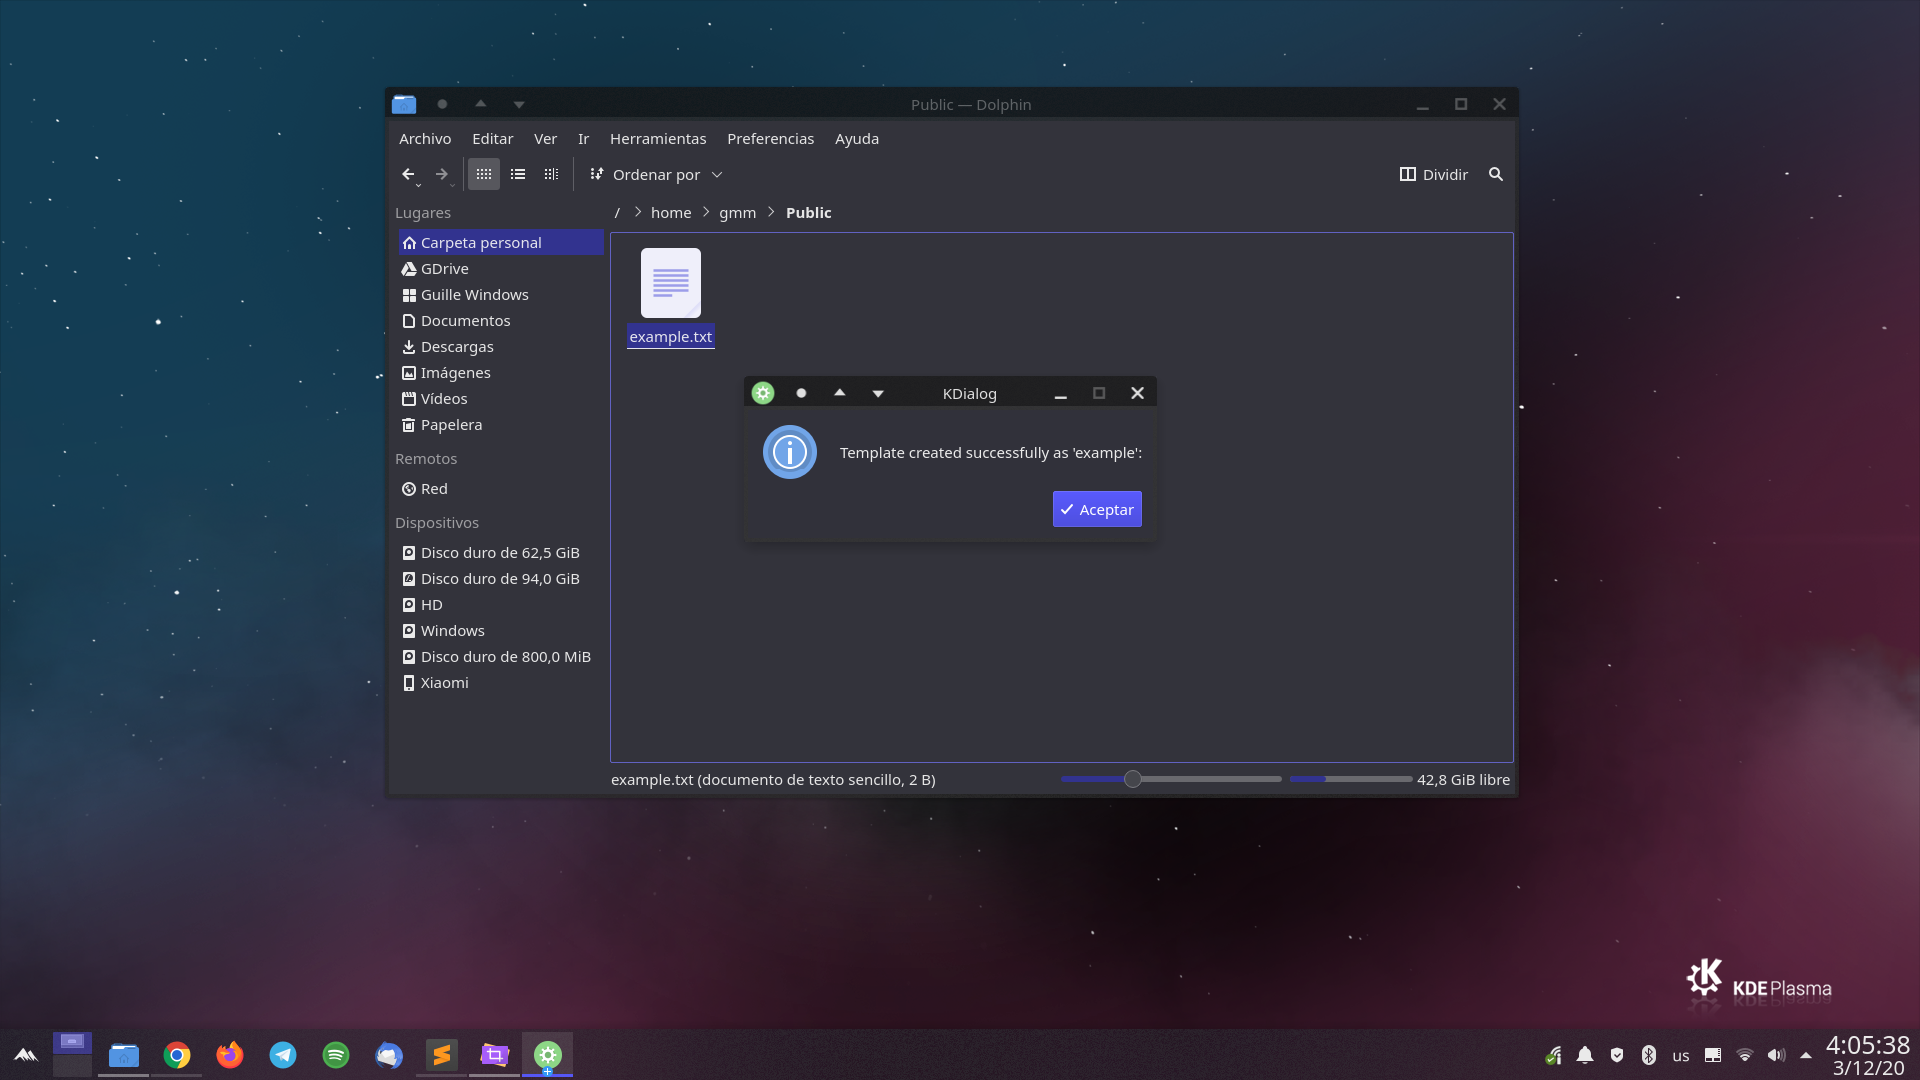 Public — Dolphin
Archivo Editar Ver Ir Herramientas Preferencias Ayuda
Ordenar por
Dividir
Lugares
/ home gmm Public
Carpeta personal
GDrive
Guille Windows
Documentos
Descargas
Imágenes
Vídeos
Papelera
Remotos
Red
Dispositivos
Disco duro de 62,5 GiB
Disco duro de 94,0 GiB
HD
Windows
Disco duro de 800,0 MiB
Xiaomi
example.txt
KDialog
Template created successfully as 'example':
Aceptar
example.txt (documento de texto sencillo, 2 B)
42,8 GiB libre
KDE Plasma
us
4:05:38
3/12/20